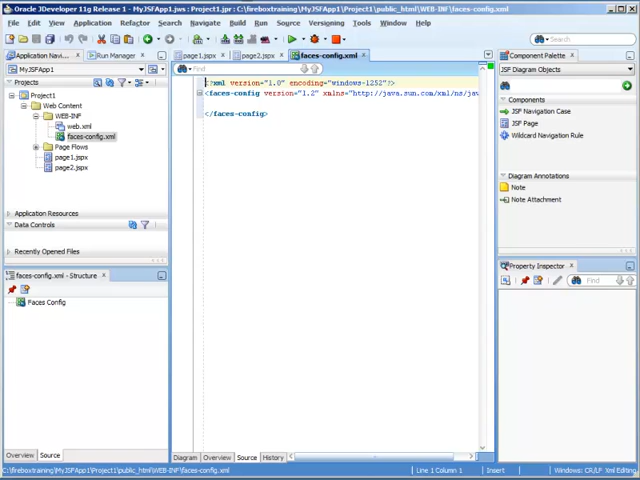 Oracle JDeveloper 11g Release 1 - MyJSFApp1.jws : Project1.jpr : C:\fireboxtraining\MyJSFApp1\Project1\public_html\WEB-INF\faces-config.xml
File Edit View Application Refactor Search Navigate Build Run Source Versioning Tools Window Help
Search
Application Navi... Run Manager
page1.jspx page2.jspx faces-config.xml
Component Palette
MyJSFApp1
Find
JSF Diagram Objects
Projects
<?xml version="1.0" encoding="windows-1252"?>
<faces-config version="1.2" xmlns="http://java.sun.com/xml/ns/jav
</faces-config>
Project1
Web Content
WEB-INF
web.xml
faces-config.xml
Page Flows
page1.jspx
page2.jspx
Components
JSF Navigation Case
JSF Page
Wildcard Navigation Rule
Diagram Annotations
Note
Note Attachment
Application Resources
Data Controls
Recently Opened Files
faces-config.xml - Structure
Faces Config
Property Inspector
Find
Overview Source
Diagram Overview Source History
C:\fireboxtraining\MyJSFApp1\Project1\public_html\WEB-INF\faces-config.xml
Line 1 Column 1 Insert Windows: CR/LF Xml Editing